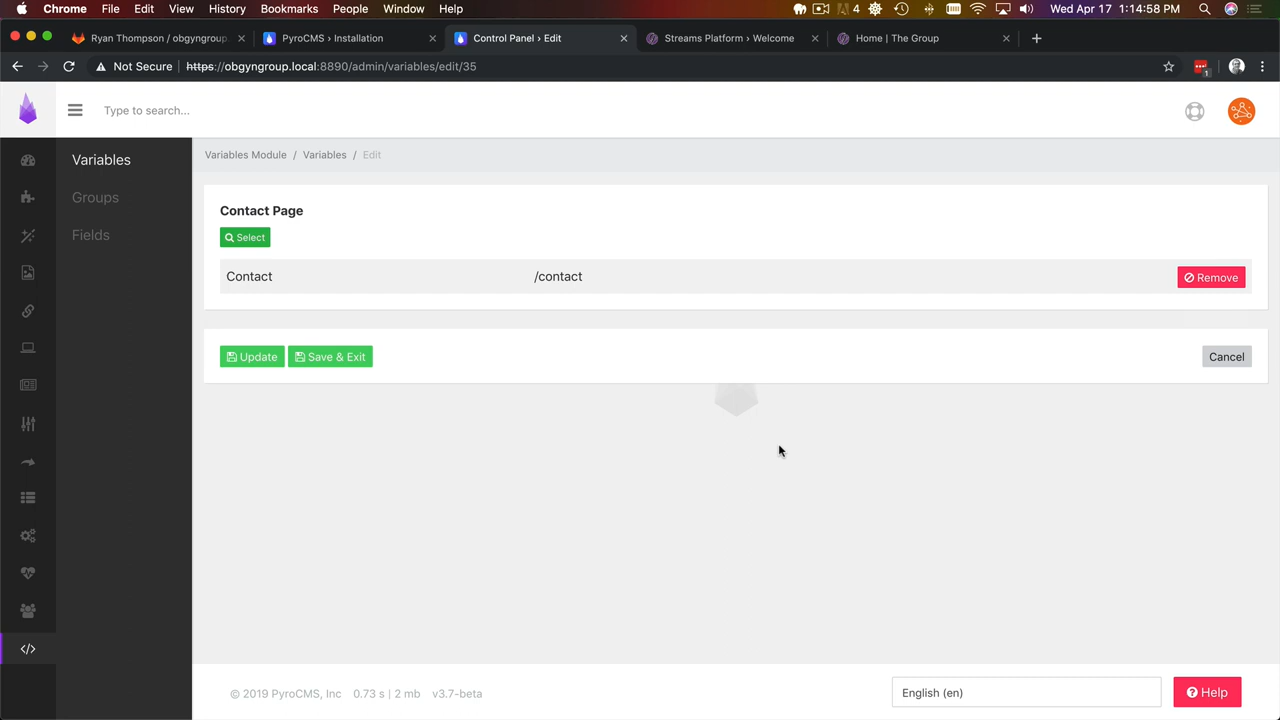 Chrome File Edit View History Bookmarks People Window Help
4 Wed Apr 17 1:14:58 PM
Ryan Thompson / obgyngroup. PyroCMS › Installation Control Panel › Edit Streams Platform › Welcome Home | The Group
Not Secure https://obgyngroup.local:8890/admin/variables/edit/35
1
Type to search...
Variables
Groups
Fields
Variables Module / Variables / Edit
Contact Page
Select
Contact /contact Remove
Update Save & Exit Cancel
© 2019 PyroCMS, Inc 0.73 s | 2 mb v3.7-beta English (en) Help